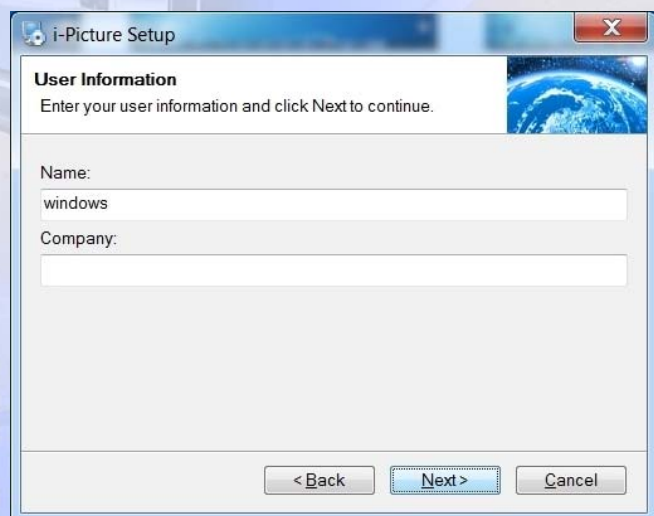 i-Picture Setup
X
User Information
Enter your user information and click Next to continue.
Name:
windows
Company:
< Back
Next >
Cancel